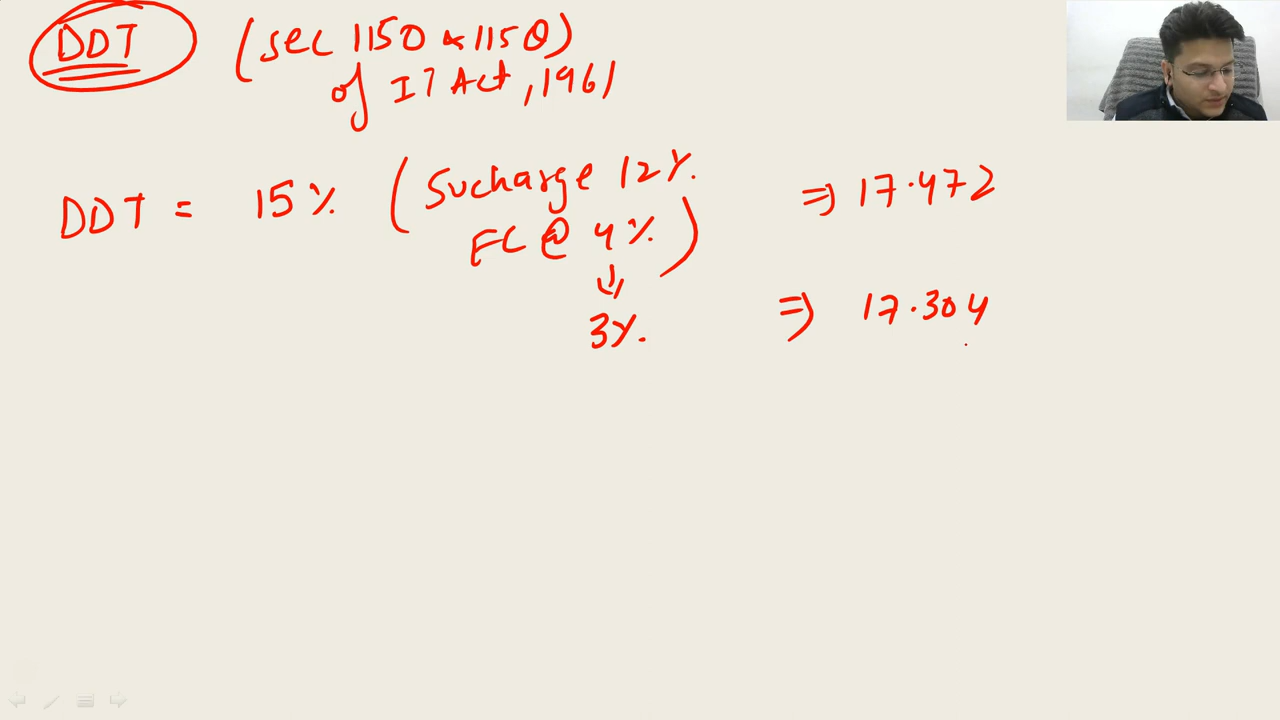 DDT (sec 115O & 115Q)
of IT Act, 1961
DDT = 15% (Sucharge 12% ⇒ 17.472
EC @ 4%)
↓
3% ⇒ 17.304